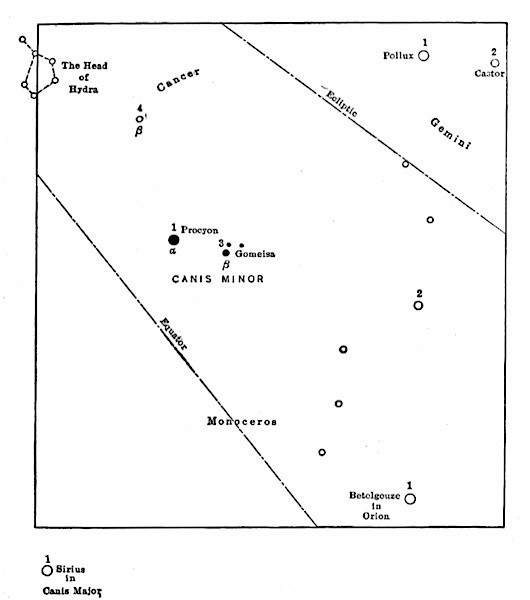 1
Pollux
2
Castor
The Head
of
Hydra
Cancer
Ecliptic
Gemini
4
β
1 Procyon
α
3
Gomeisa
β
CANIS MINOR
2
Equator
Monoceros
1
Betelgouze
in
Orion
1
Sirius
in
Canis Major